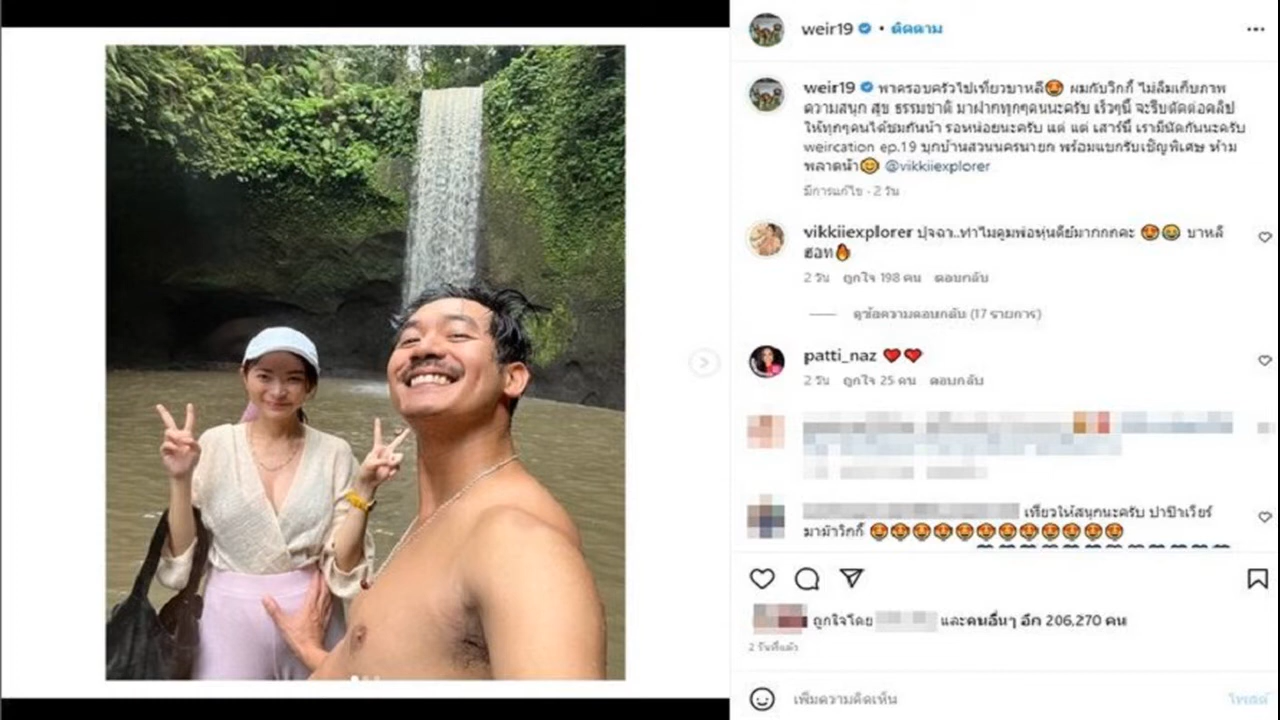 weir19 • ติดตาม
weir19 พาครอบครัวไปเที่ยวบาหลี🤩 ผมกับวิกกี้ ไม่ลืมเก็บภาพ
ความสนุก สุข ธรรมชาติ มาฝากทุกๆคนนะครับ เร็วๆนี้ จะรีบตัดต่อคลิป
ให้ทุกๆคนได้ชมกันน้า รอหน่อยนะครับ แต่ แต่ เสาร์นี้ เรามีนัดกันนะครับ
weircation ep.19 บุกบ้านสวนนครนายก พร้อมแขกรับเชิญพิเศษ ห้าม
พลาดน้า😊 @vikkiiexplorer
มีการแก้ไข · 2 วัน
vikkiiexplorer ปุจฉา..ทำไมคุมพ่อหุ่นดีย์มากกกคะ 🤩😂 บาหลี
ฮอท🔥
2 วัน ถูกใจ 198 คน ตอบกลับ
ดูข้อความตอบกลับ (17 รายการ)
patti_naz ❤️❤️
2 วัน ถูกใจ 25 คน ตอบกลับ
เที่ยวให้สนุกนะครับ ปาป๊าเวียร์
มาม๊าวิกกี้ 🤩🤩🤩🤩🤩🤩🤩🤩🤩🤩🤩🤩
ถูกใจโดย และคนอื่นๆ อีก 206,270 คน
2 วันที่แล้ว
เพิ่มความคิดเห็น โพสต์